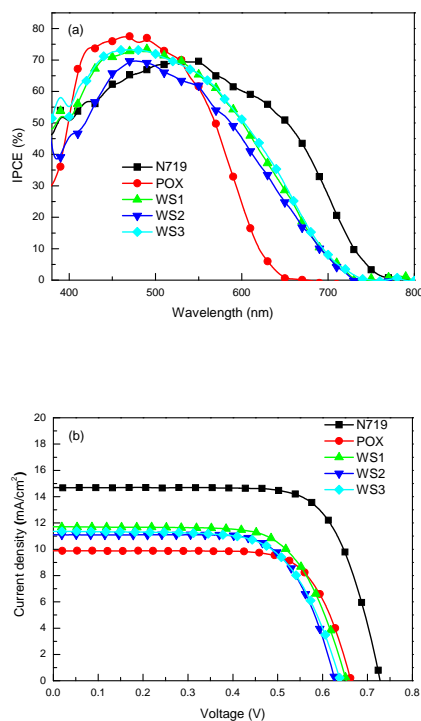 (a)
80
70
60
50
40
30
20
10
0
IPCE (%)
N719
POX
WS1
WS2
WS3
400 500 600 700 800
Wavelength (nm)
(b)
20
18
16
14
12
10
8
6
4
2
0
Current density (mA/cm²)
N719
POX
WS1
WS2
WS3
0.0 0.1 0.2 0.3 0.4 0.5 0.6 0.7 0.8
Voltage (V)